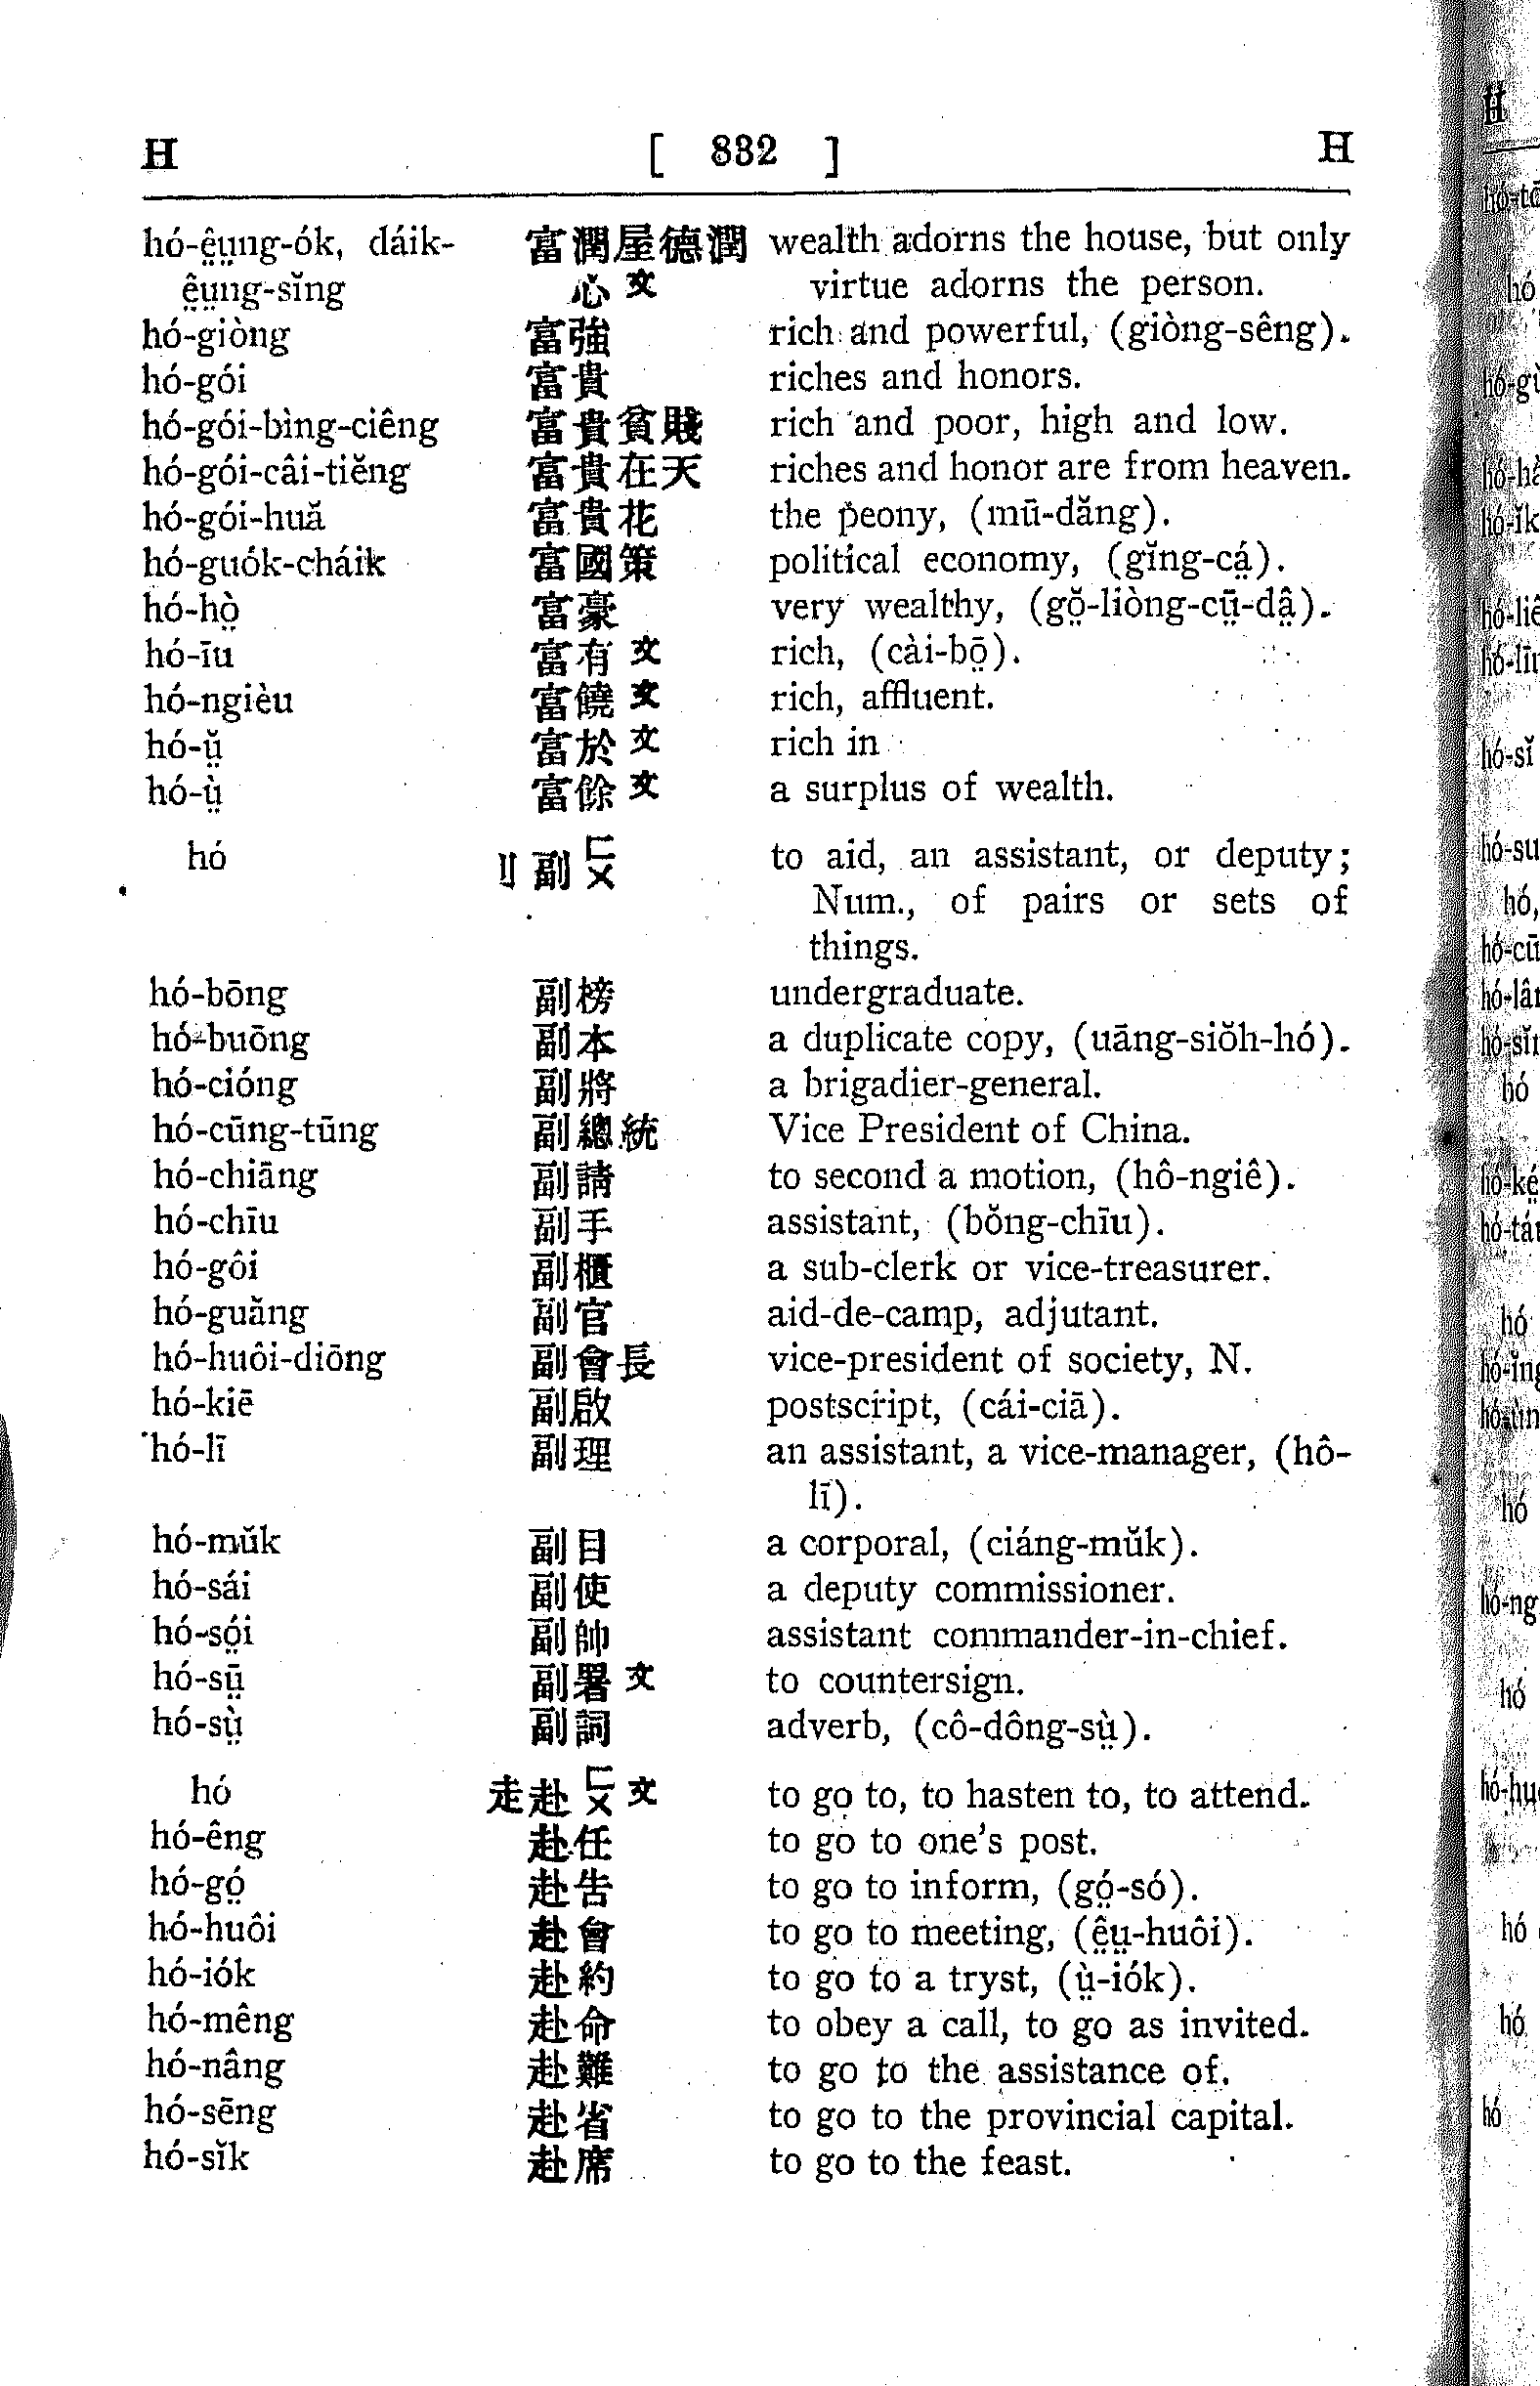 H [ 332 ] H
hó-ê̤ṳng-ók, dáik- 富潤屋德潤 wealth adorns the house, but only
ê̤ṳng-sĭng 心文 virtue adorns the person.
hó-giòng 富強 rich and powerful, (giòng-sêng).
hó-gói 富貴 riches and honors.
hó-gói-bìng-ciêng 富貴貧賤 rich and poor, high and low.
hó-gói-câi-tiĕng 富貴在天 riches and honor are from heaven.
hó-gói-huă 富貴花 the peony, (mū-dăng).
hó-guók-cháik 富國策 political economy, (gĭng-cá̤).
hó-hò̤ 富豪 very wealthy, (gŏ̤-liòng-cṳ̄-dâ̤).
hó-īu 富有文 rich, (cài-bō̤).
hó-ngièu 富饒文 rich, affluent.
hó-ṳ̆ 富於文 rich in
hó-ṳ̀ 富餘文 a surplus of wealth.
hó 刂副ㄈㄨ to aid, an assistant, or deputy;
Num., of pairs or sets of
things.
hó-bōng 副榜 undergraduate.
hó-buōng 副本 a duplicate copy, (uāng-siŏh-hó).
hó-cióng 副將 a brigadier-general.
hó-cūng-tūng 副總統 Vice President of China.
hó-chiāng 副請 to second a motion, (hô-ngiê).
hó-chīu 副手 assistant, (bŏng-chīu).
hó-gôi 副櫃 a sub-clerk or vice-treasurer.
hó-guăng 副官 aid-de-camp, adjutant.
hó-huôi-diōng 副會長 vice-president of society, N.
hó-kiē 副啟 postscript, (cái-ciā).
hó-lī 副理 an assistant, a vice-manager, (hô-
lī).
hó-mŭk 副目 a corporal, (ciáng-mŭk).
hó-sái 副使 a deputy commissioner.
hó-só̤i 副帥 assistant commander-in-chief.
hó-sṳ̄ 副署文 to countersign.
hó-sṳ̀ 副詞 adverb, (cô-dông-sṳ̀).
hó 走赴ㄈㄨ文 to go to, to hasten to, to attend.
hó-êng 赴任 to go to one's post.
hó-gó̤ 赴告 to go to inform, (gó̤-só).
hó-huôi 赴會 to go to meeting, (ê̤ṳ-huôi).
hó-iók 赴約 to go to a tryst, (ṳ̀-iók).
hó-mêng 赴命 to obey a call, to go as invited.
hó-nâng 赴難 to go to the assistance of.
hó-sēng 赴省 to go to the provincial capital.
hó-sĭk 赴席 to go to the feast.